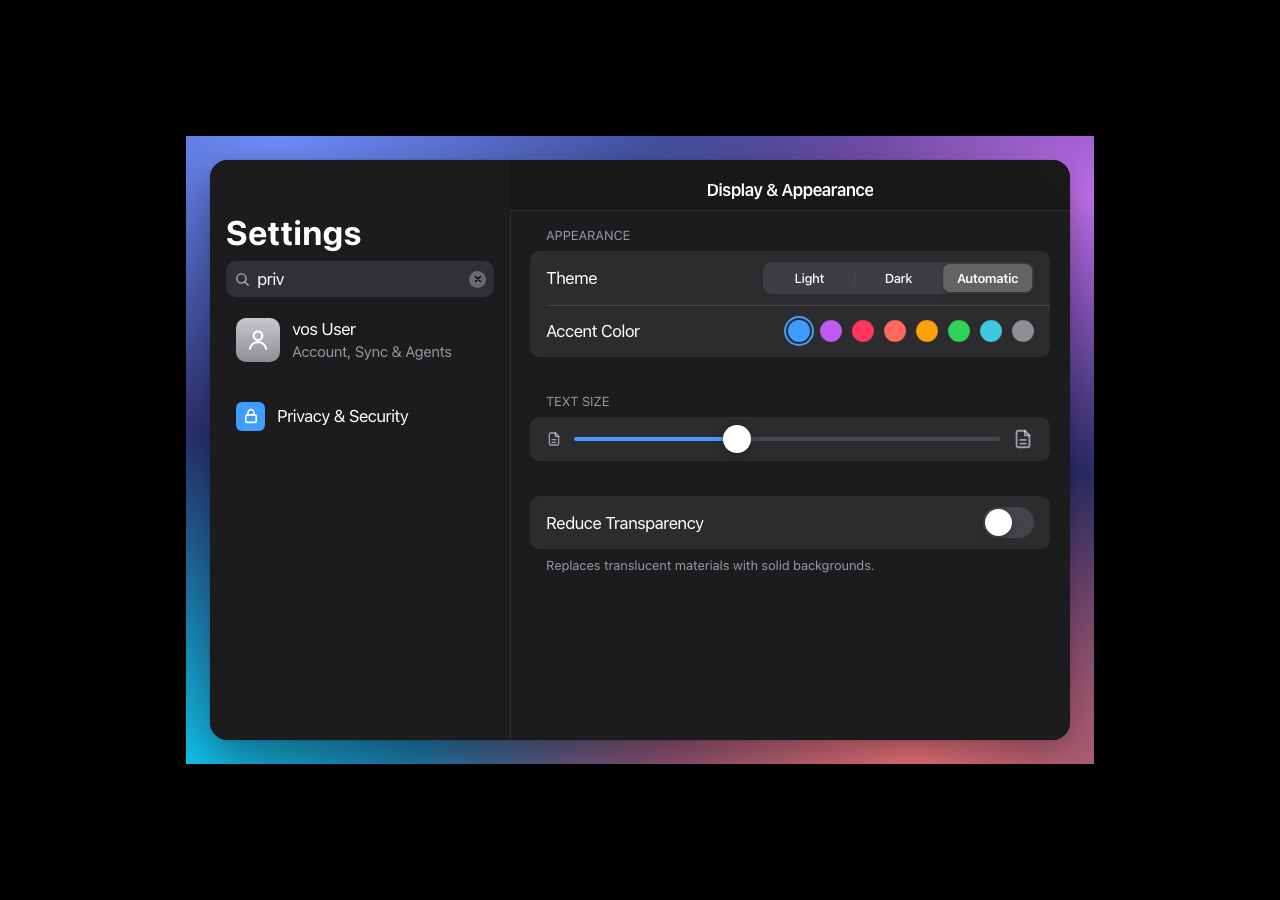 Settings
priv
vos User
Account, Sync & Agents
Privacy & Security
Display & Appearance
APPEARANCE
Theme
Light
Dark
Automatic
Accent Color
TEXT SIZE
Reduce Transparency
Replaces translucent materials with solid backgrounds.